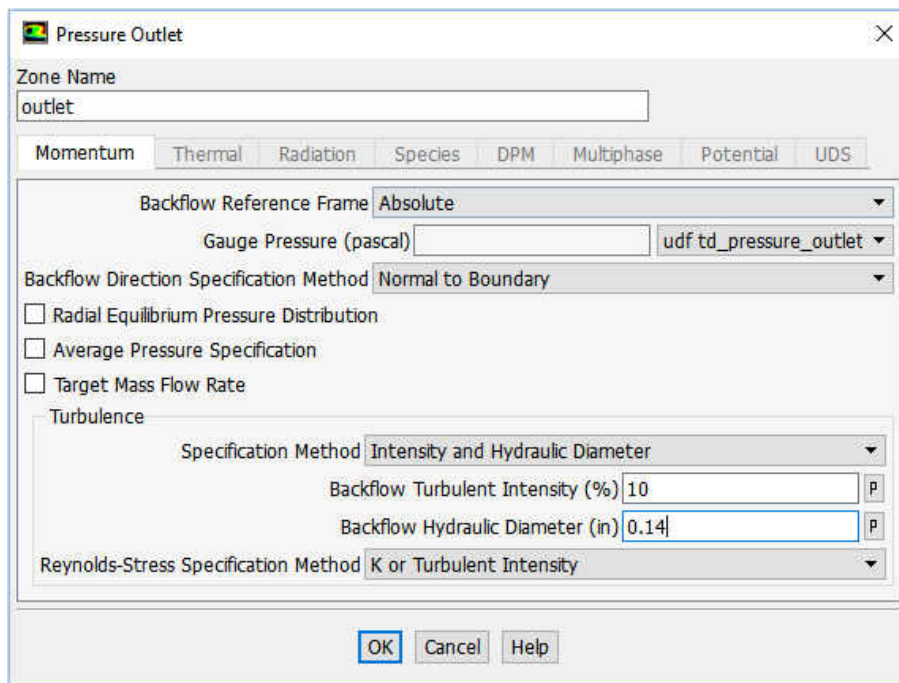 Pressure Outlet
Zone Name
outlet
Momentum Thermal Radiation Species DPM Multiphase Potential UDS
Backflow Reference Frame Absolute
Gauge Pressure (pascal) udf td_pressure_outlet
Backflow Direction Specification Method Normal to Boundary
Radial Equilibrium Pressure Distribution
Average Pressure Specification
Target Mass Flow Rate
Turbulence
Specification Method Intensity and Hydraulic Diameter
Backflow Turbulent Intensity (%) 10 P
Backflow Hydraulic Diameter (in) 0.14 P
Reynolds-Stress Specification Method K or Turbulent Intensity
OK Cancel Help